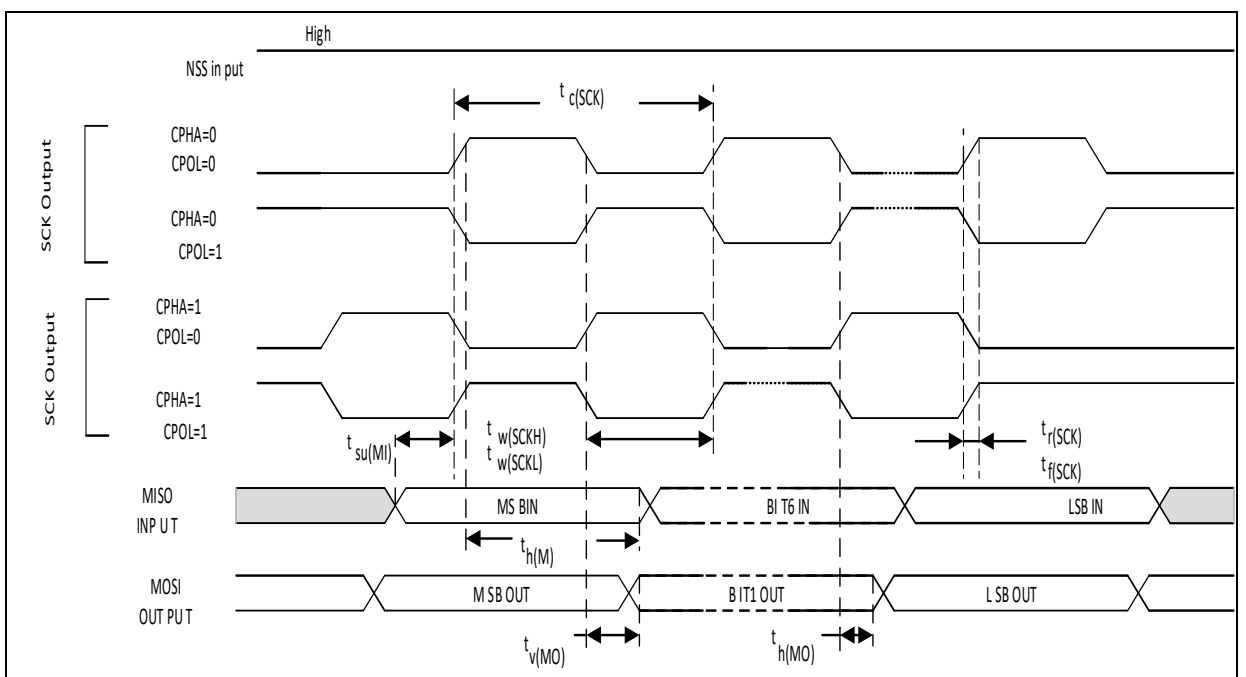 High
NSS in put
t c(SCK)
SCK Output
CPHA=0
CPOL=0
CPHA=0
CPOL=1
SCK Output
CPHA=1
CPOL=0
CPHA=1
CPOL=1
t su(MI)
t w(SCKH)
t w(SCKL)
t r(SCK)
t f(SCK)
MISO
INP U T
MS BIN
BI T6 IN
LSB IN
t h(M)
MOSI
OUT PU T
M SB OUT
B IT1 OUT
L SB OUT
t v(MO)
t h(MO)